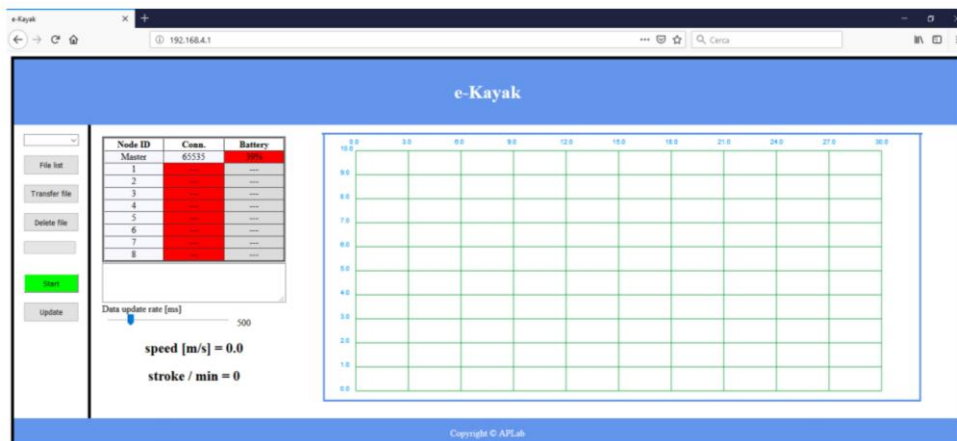 e-Kayak
192.168.4.1
Cerca
e-Kayak
File list
Transfer file
Delete file
Start
Update
Node ID Conn. Battery
Master 65535 39%
1 --- ---
2 --- ---
3 --- ---
4 --- ---
5 --- ---
6 --- ---
7 --- ---
8 --- ---
Data update rate [ms]
500
speed [m/s] = 0.0
stroke / min = 0
0.0 3.0 6.0 9.0 12.0 15.0 18.0 21.0 24.0 27.0 30.0
10.0
9.0
8.0
7.0
6.0
5.0
4.0
3.0
2.0
1.0
0.0
Copyright © APLab